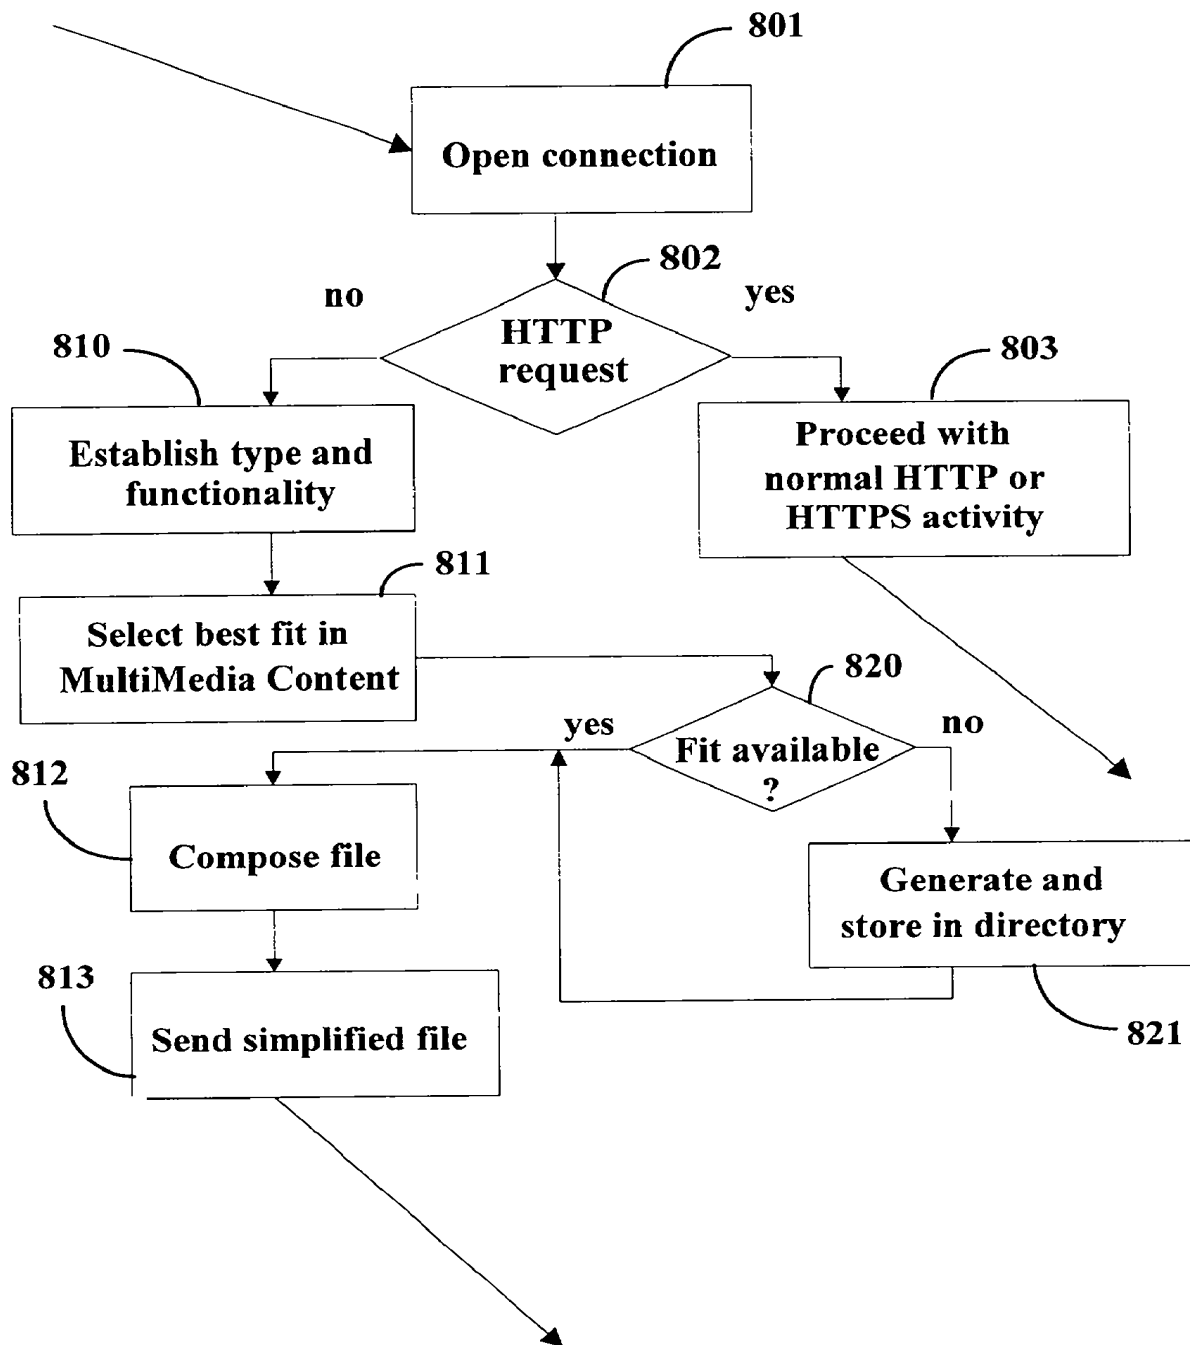 801
Open connection
802
no
yes
HTTP
request
810
803
Establish type and
functionality
Proceed with
normal HTTP or
HTTPS activity
811
Select best fit in
MultiMedia Content
820
yes
no
Fit available
?
812
Compose file
Generate and
store in directory
813
Send simplified file
821